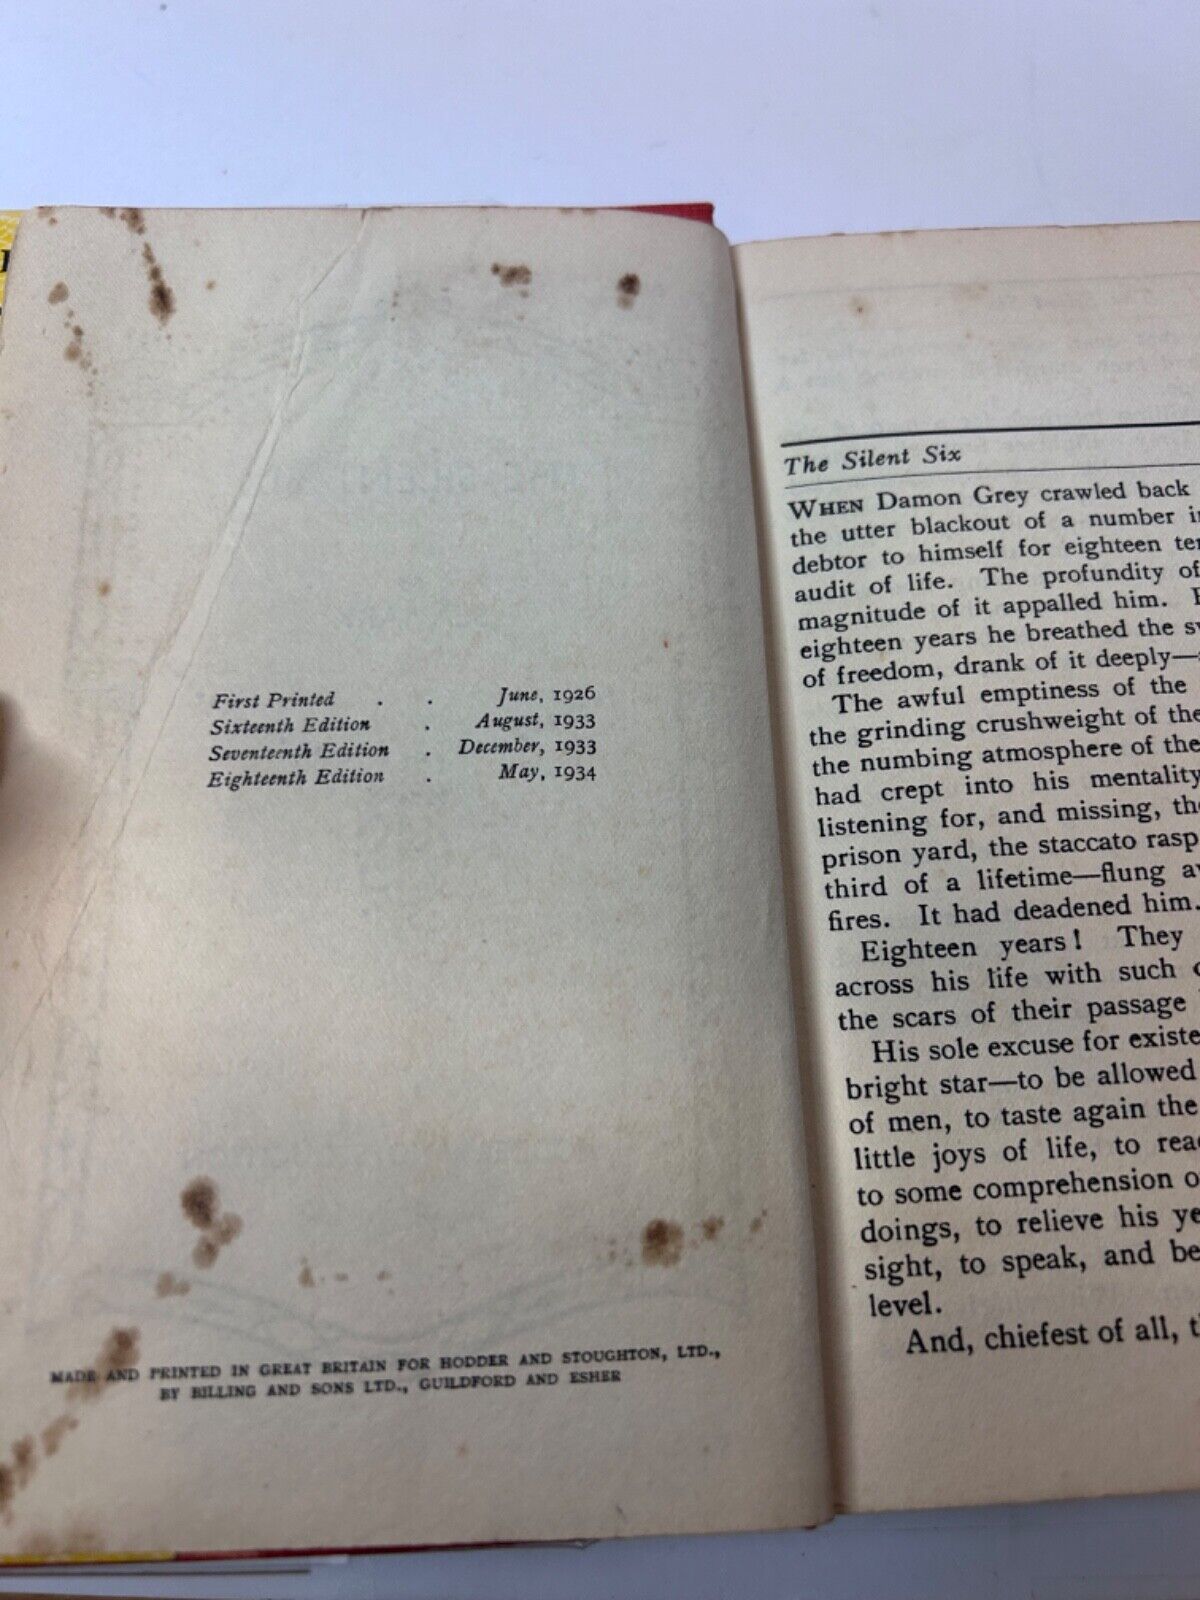 First Printed . . June, 1926
Sixteenth Edition . August, 1933
Seventeenth Edition . December, 1933
Eighteenth Edition . May, 1934
MADE AND PRINTED IN GREAT BRITAIN FOR HODDER AND STOUGHTON, LTD.,
BY BILLING AND SONS LTD., GUILDFORD AND ESHER
The Silent Six
WHEN Damon Grey crawled back
the utter blackout of a number
debtor to himself for eighteen
audit of life. The profundity of
magnitude of it appalled him.
eighteen years he breathed the
of freedom, drank of it deeply—
The awful emptiness of the
the grinding crushweight of the
the numbing atmosphere of the
had crept into his mentality
listening for, and missing,
prison yard, the staccato rasp
third of a lifetime—flung
fires. It had deadened him.
Eighteen years! They
across his life with such
the scars of their passage
His sole excuse for
bright star—to be allowed
of men, to taste again the
little joys of life, to
to some comprehension
doings, to relieve his
sight, to speak, and
level.
And, chiefest of all,